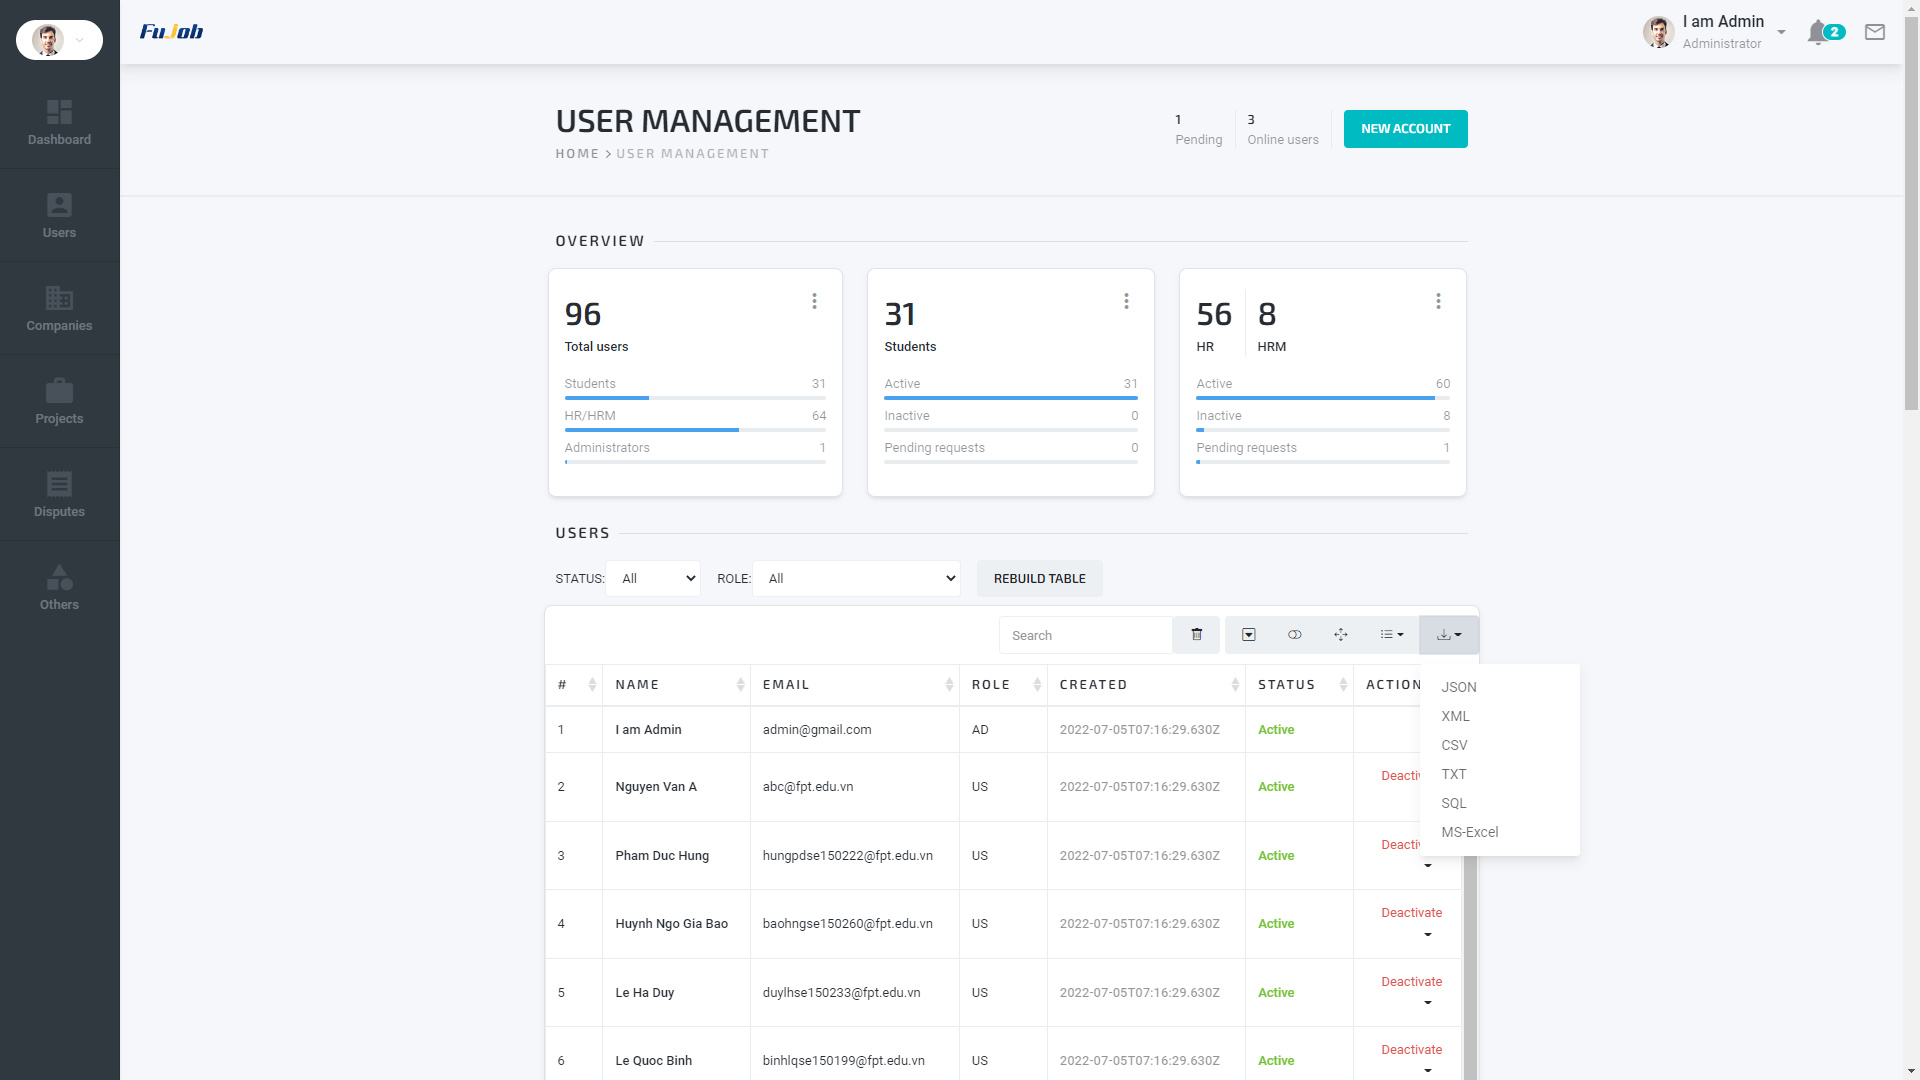 FuJob
I am Admin
Administrator
2
Dashboard
Users
Companies
Projects
Disputes
Others
USER MANAGEMENT
HOME > USER MANAGEMENT
1
Pending
3
Online users
NEW ACCOUNT
OVERVIEW
96
Total users
Students 31
HR/HRM 64
Administrators 1
31
Students
Active 31
Inactive 0
Pending requests 0
56 8
HR HRM
Active 60
Inactive 8
Pending requests 1
USERS
STATUS: All ROLE: All REBUILD TABLE
Search
# NAME EMAIL ROLE CREATED STATUS ACTION
1 I am Admin admin@gmail.com AD 2022-07-05T07:16:29.630Z Active
2 Nguyen Van A abc@fpt.edu.vn US 2022-07-05T07:16:29.630Z Active Deactiv
3 Pham Duc Hung hungpdse150222@fpt.edu.vn US 2022-07-05T07:16:29.630Z Active Deactiv
4 Huynh Ngo Gia Bao baohngse150260@fpt.edu.vn US 2022-07-05T07:16:29.630Z Active Deactivate
5 Le Ha Duy duylhse150233@fpt.edu.vn US 2022-07-05T07:16:29.630Z Active Deactivate
6 Le Quoc Binh binhlqse150199@fpt.edu.vn US 2022-07-05T07:16:29.630Z Active Deactivate
JSON
XML
CSV
TXT
SQL
MS-Excel